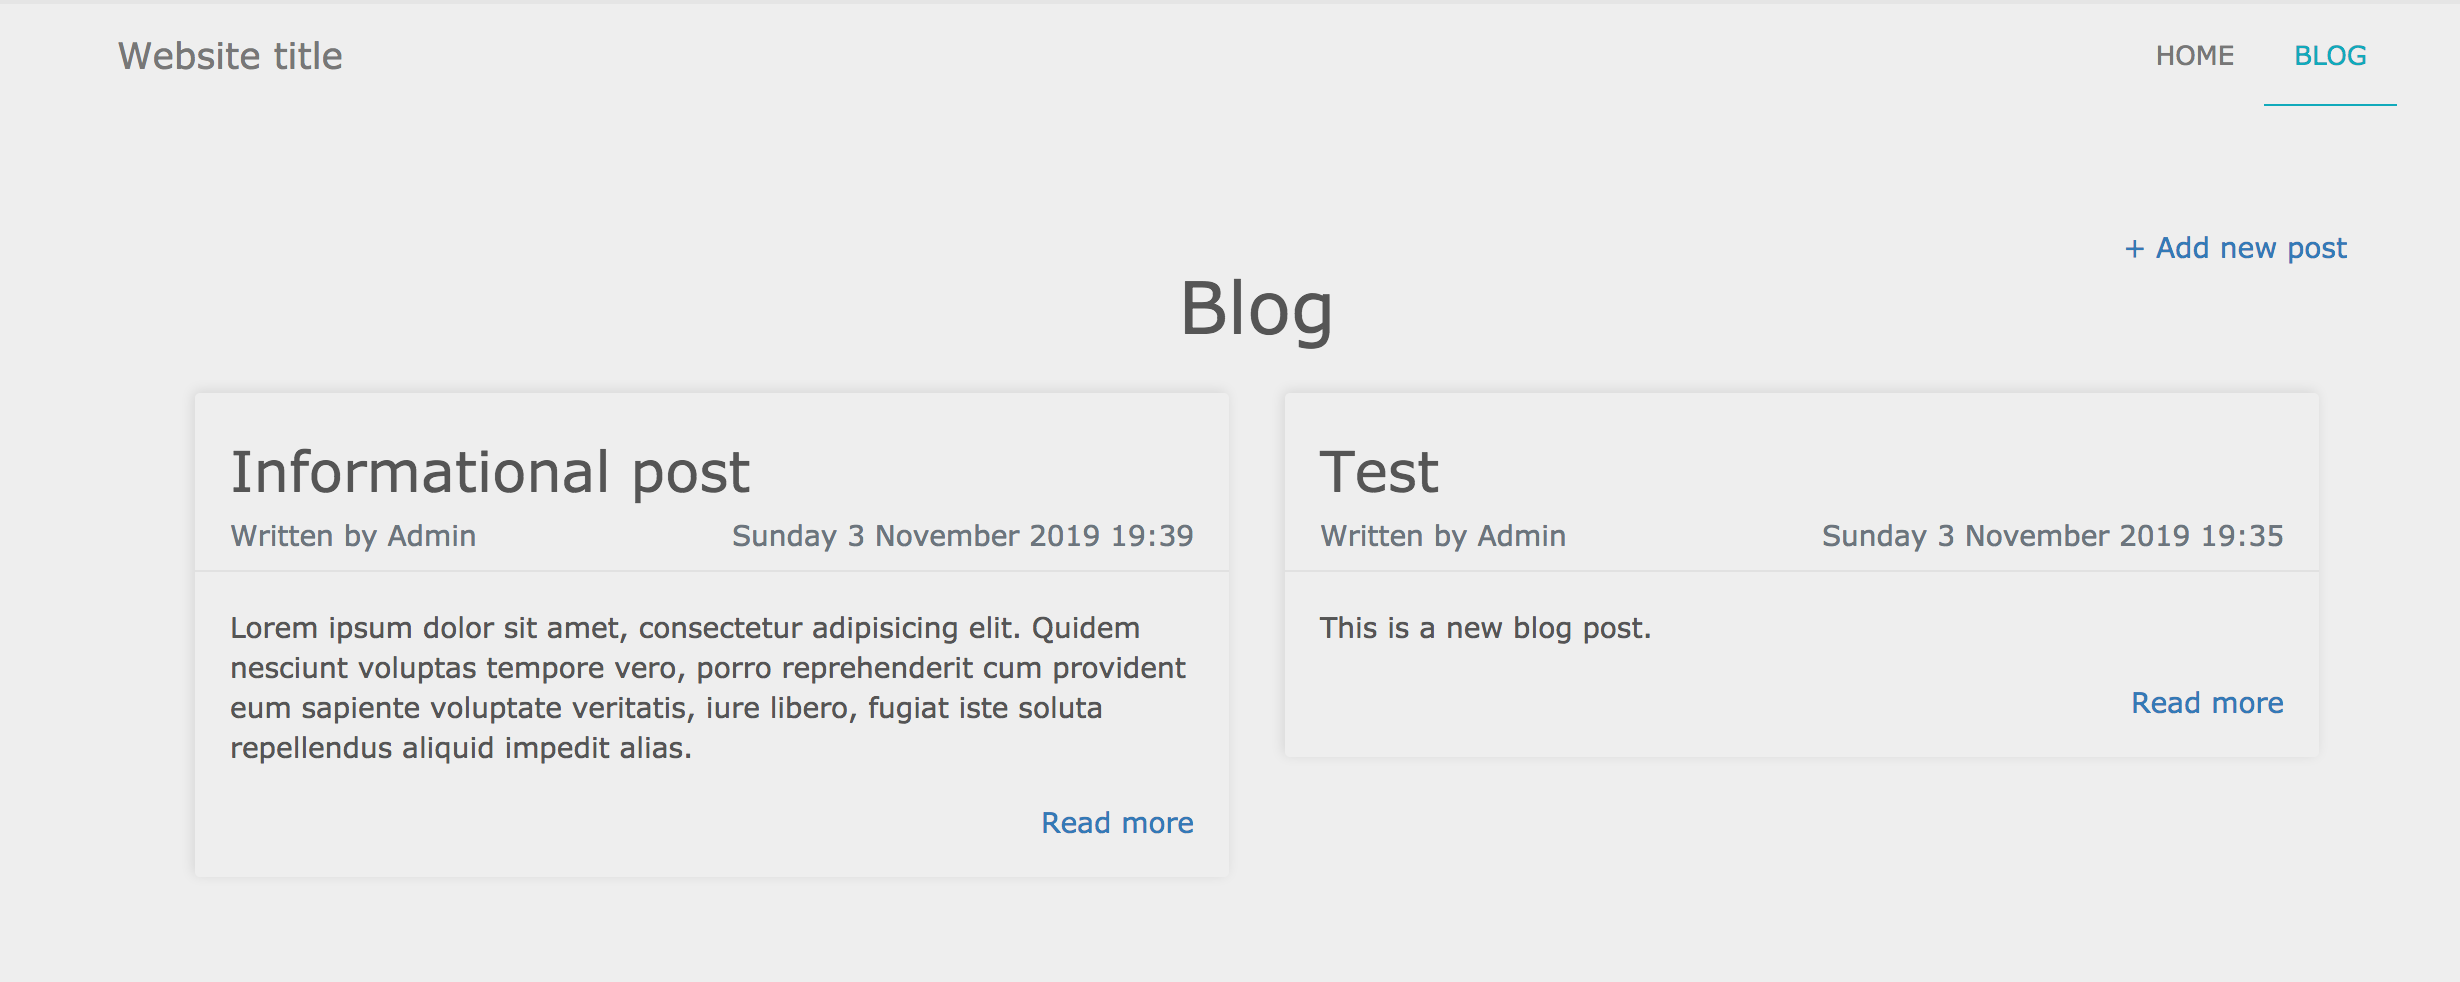 Website title
HOME
BLOG
+ Add new post
Blog
Informational post
Written by Admin
Sunday 3 November 2019 19:39
Lorem ipsum dolor sit amet, consectetur adipisicing elit. Quidem
nesciunt voluptas tempore vero, porro reprehenderit cum provident
eum sapiente voluptate veritatis, iure libero, fugiat iste soluta
repellendus aliquid impedit alias.
Read more
Test
Written by Admin
Sunday 3 November 2019 19:35
This is a new blog post.
Read more